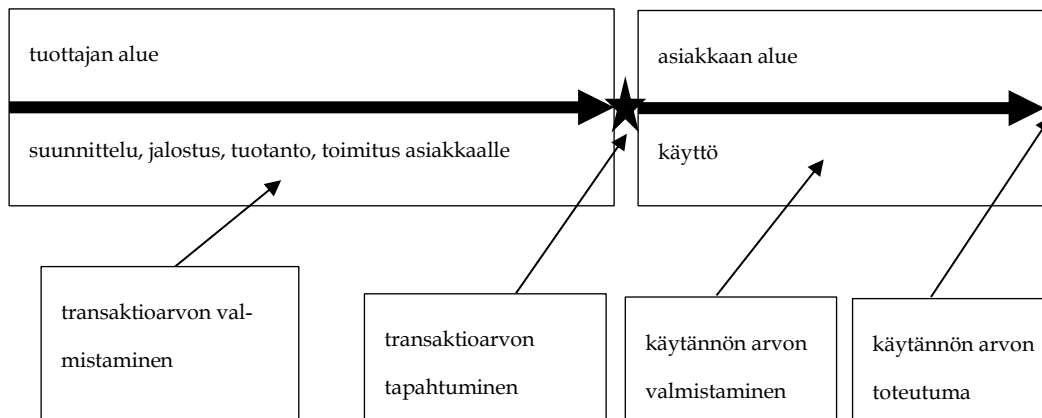 tuottajan alue
asiakkaan alue
suunnittelu, jalostus, tuotanto, toimitus asiakkaalle
käyttö
transaktioarvon val-
mistaminen
transaktioarvon
tapahtuminen
käytännön arvon
valmistaminen
käytännön arvon
toteutuma